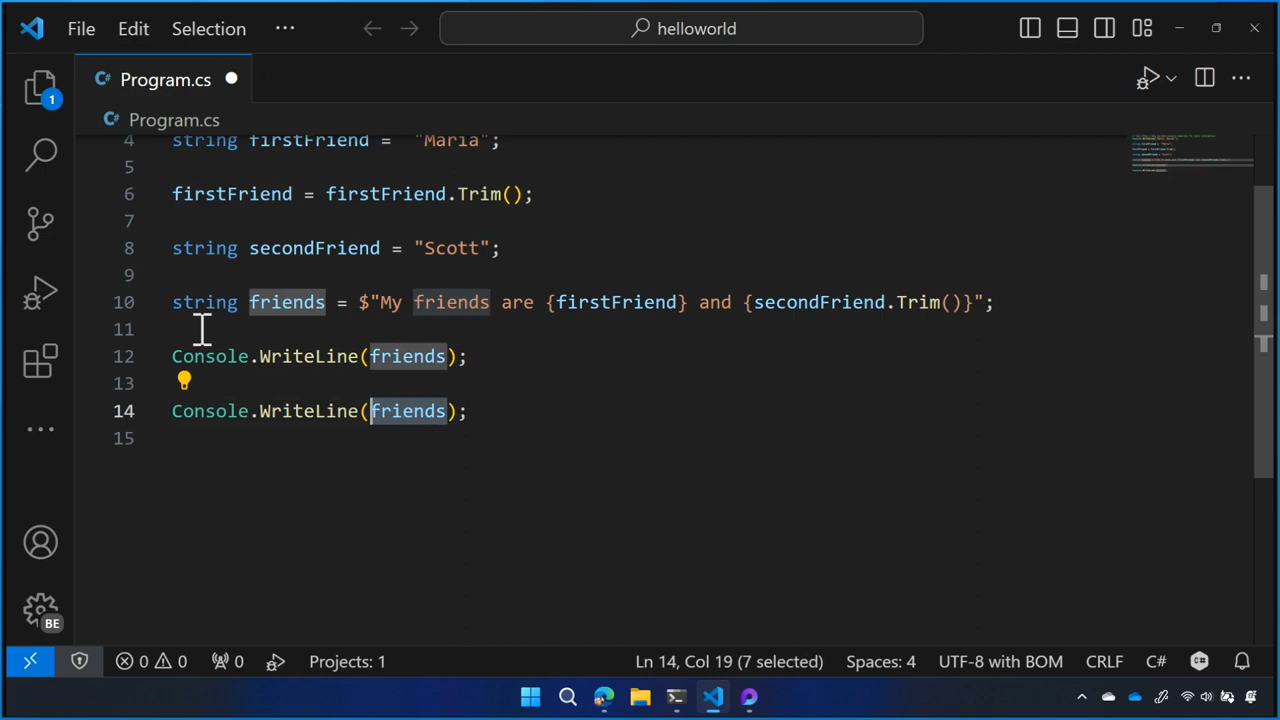 File Edit Selection ··· helloworld
Program.cs
Program.cs
4 string firstFriend = "Maria";
5
6 firstFriend = firstFriend.Trim();
7
8 string secondFriend = "Scott";
9
10 string friends = $"My friends are {firstFriend} and {secondFriend.Trim()}";
11
12 Console.WriteLine(friends);
13
14 Console.WriteLine(friends);
15
1
BE
0 0 0 Projects: 1 Ln 14, Col 19 (7 selected) Spaces: 4 UTF-8 with BOM CRLF C#